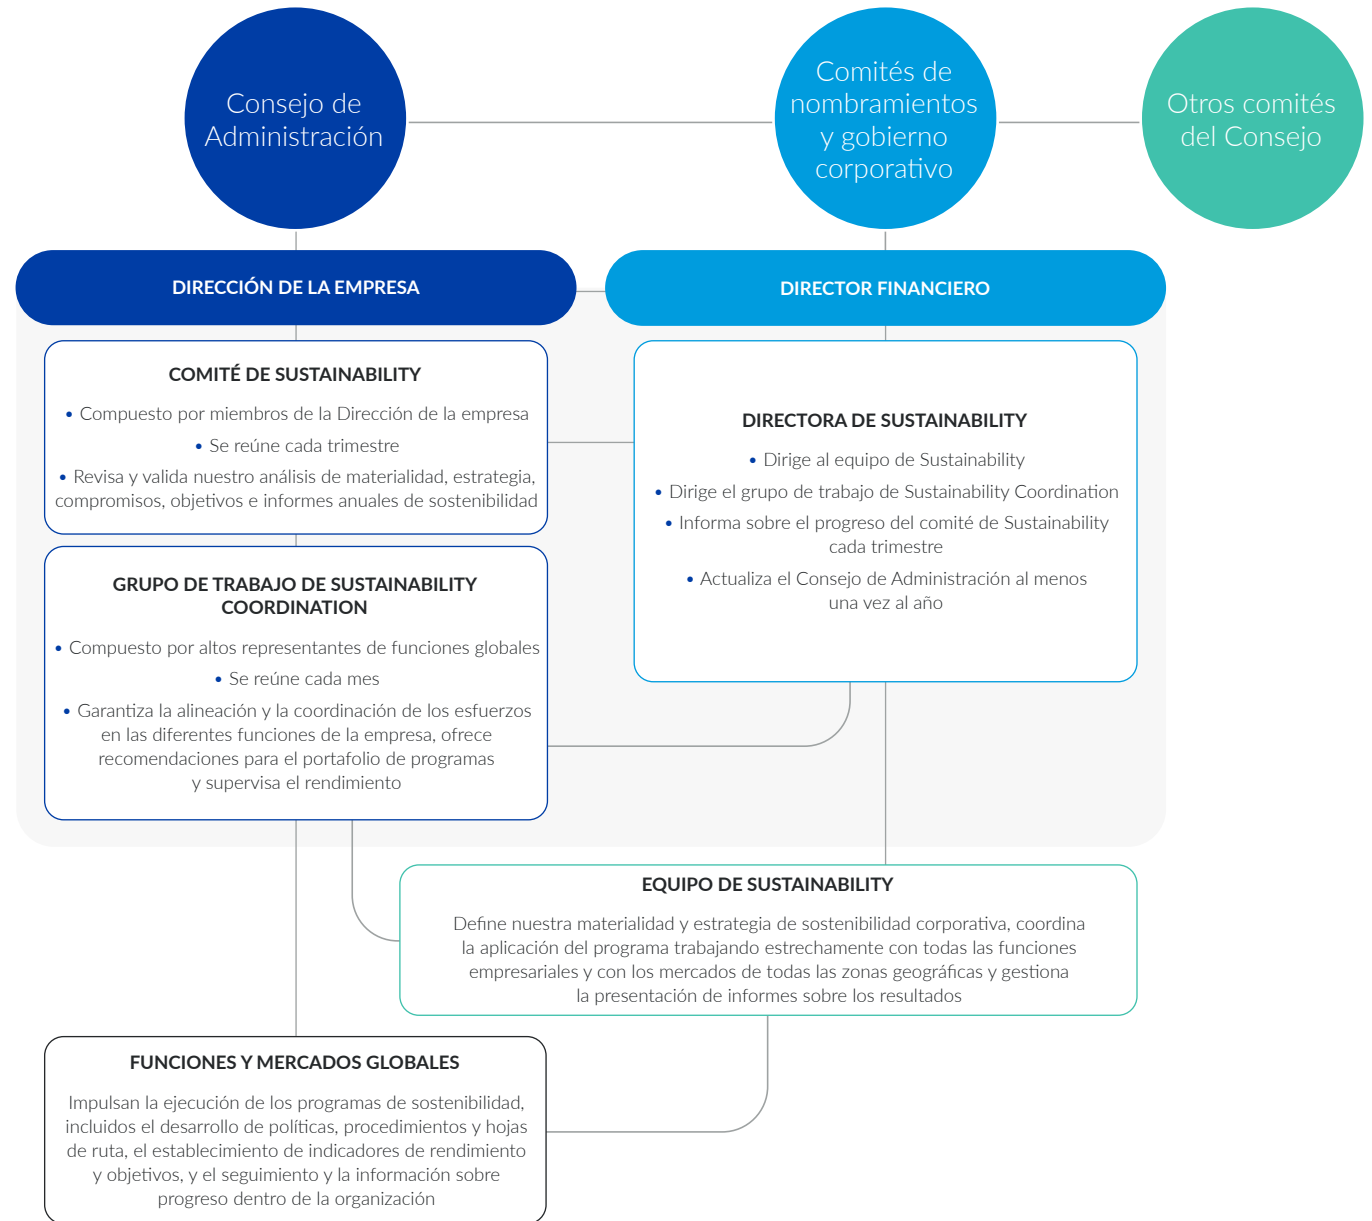 Consejo de
Administración
Comités de
nombramientos
y gobierno
corporativo
Otros comités
del Consejo
DIRECCIÓN DE LA EMPRESA
DIRECTOR FINANCIERO
COMITÉ DE SUSTAINABILITY
• Compuesto por miembros de la Dirección de la empresa
• Se reúne cada trimestre
• Revisa y valida nuestro análisis de materialidad, estrategia,
compromisos, objetivos e informes anuales de sostenibilidad
DIRECTORA DE SUSTAINABILITY
• Dirige al equipo de Sustainability
• Dirige el grupo de trabajo de Sustainability Coordination
• Informa sobre el progreso del comité de Sustainability
cada trimestre
• Actualiza el Consejo de Administración al menos
una vez al año
GRUPO DE TRABAJO DE SUSTAINABILITY
COORDINATION
• Compuesto por altos representantes de funciones globales
• Se reúne cada mes
• Garantiza la alineación y la coordinación de los esfuerzos
en las diferentes funciones de la empresa, ofrece
recomendaciones para el portafolio de programas
y supervisa el rendimiento
EQUIPO DE SUSTAINABILITY
Define nuestra materialidad y estrategia de sostenibilidad corporativa, coordina
la aplicación del programa trabajando estrechamente con todas las funciones
empresariales y con los mercados de todas las zonas geográficas y gestiona
la presentación de informes sobre los resultados
FUNCIONES Y MERCADOS GLOBALES
Impulsan la ejecución de los programas de sostenibilidad,
incluidos el desarrollo de políticas, procedimientos y hojas
de ruta, el establecimiento de indicadores de rendimiento
y objetivos, y el seguimiento y la información sobre
progreso dentro de la organización